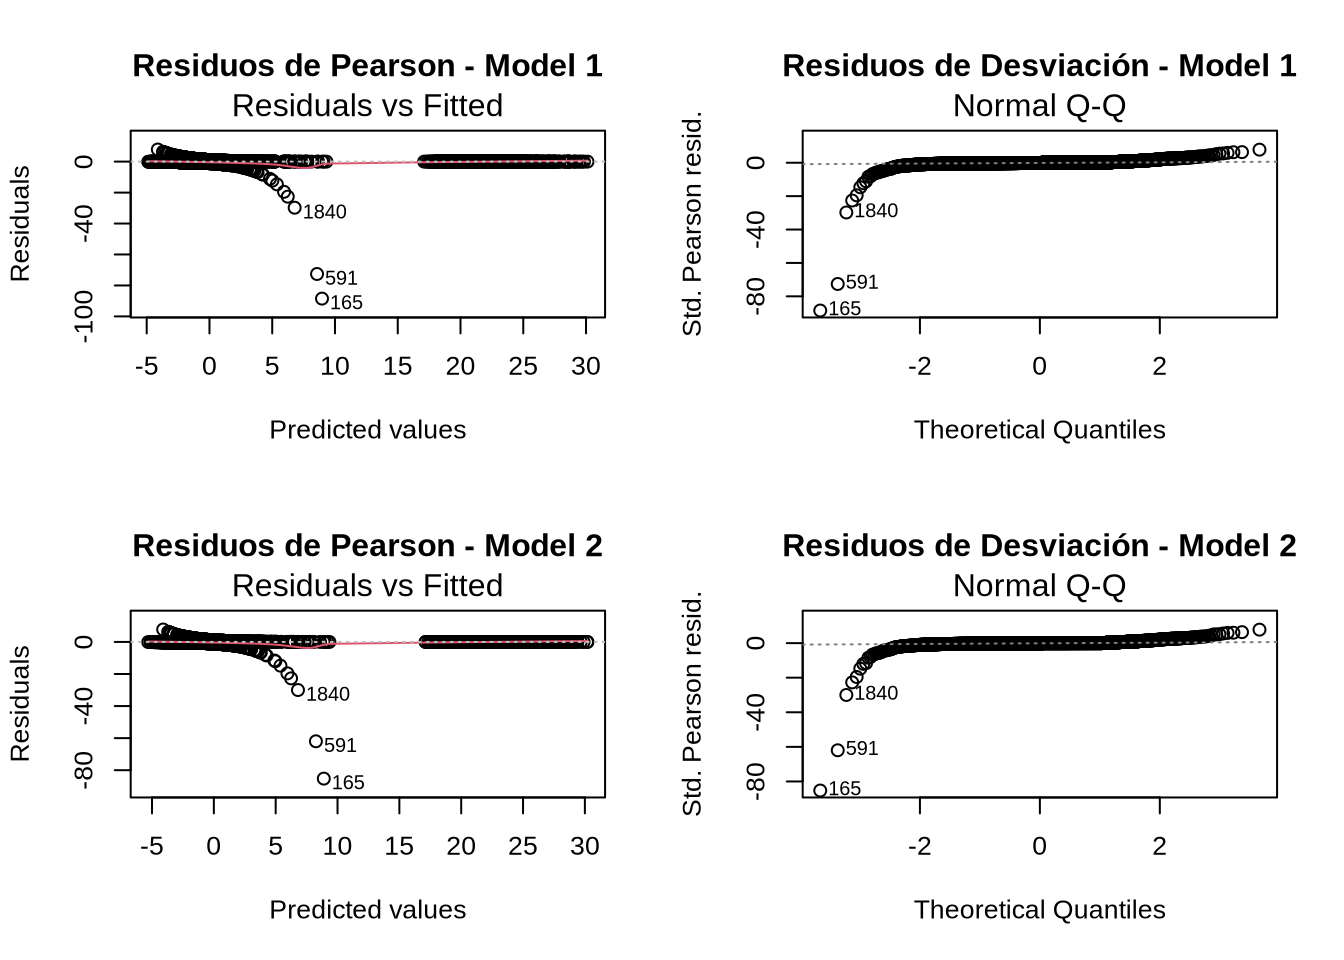 Residuos de Pearson - Model 1
Residuals vs Fitted
Residuals
0
-40
-100
1840
591
165
-5 0 5 10 15 20 25 30
Predicted values
Residuos de Desviación - Model 1
Normal Q-Q
Std. Pearson resid.
0
-40
-80
1840
591
165
-2 0 2
Theoretical Quantiles
Residuos de Pearson - Model 2
Residuals vs Fitted
Residuals
0
-40
-80
1840
591
165
-5 0 5 10 15 20 25 30
Predicted values
Residuos de Desviación - Model 2
Normal Q-Q
Std. Pearson resid.
0
-40
-80
1840
591
165
-2 0 2
Theoretical Quantiles